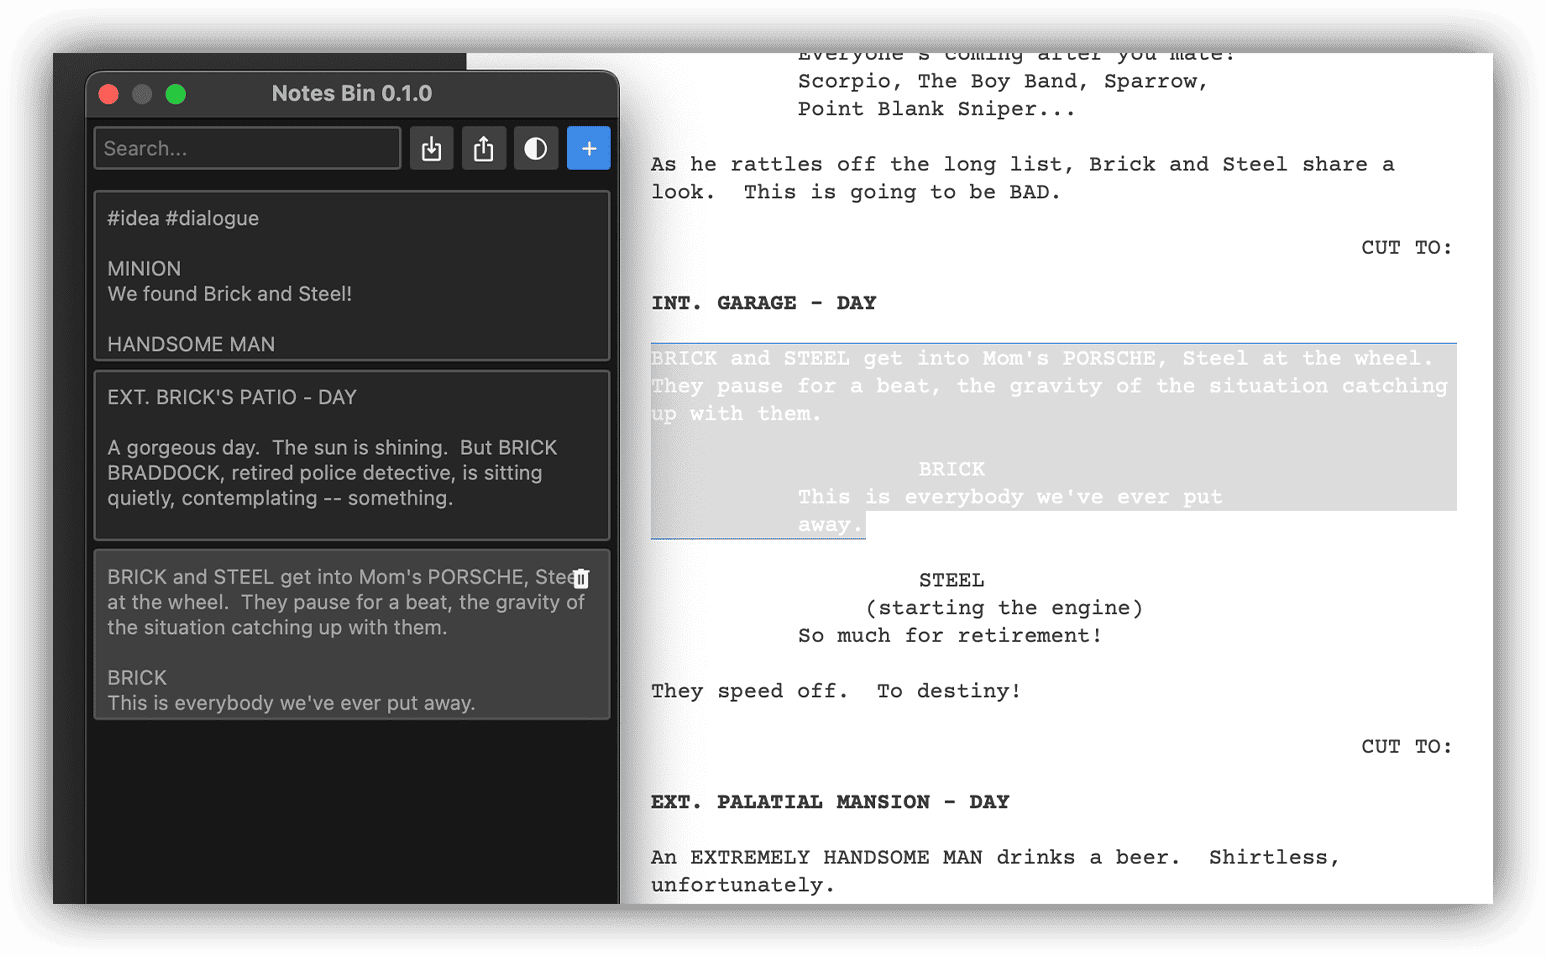 Notes Bin 0.1.0
Search...
#idea #dialogue
MINION
We found Brick and Steel!
HANDSOME MAN
EXT. BRICK'S PATIO - DAY
A gorgeous day.  The sun is shining.  But BRICK
BRADDOCK, retired police detective, is sitting
quietly, contemplating -- something.
BRICK and STEEL get into Mom's PORSCHE, Steel
at the wheel.  They pause for a beat, the gravity of
the situation catching up with them.
BRICK
This is everybody we've ever put away.
Everyone's coming after you mate!
Scorpio, The Boy Band, Sparrow,
Point Blank Sniper...
As he rattles off the long list, Brick and Steel share a
look.  This is going to be BAD.
CUT TO:
INT. GARAGE - DAY
BRICK and STEEL get into Mom's PORSCHE, Steel at the wheel.
They pause for a beat, the gravity of the situation catching
up with them.
BRICK
This is everybody we've ever put
away.
STEEL
(starting the engine)
So much for retirement!
They speed off.  To destiny!
CUT TO:
EXT. PALATIAL MANSION - DAY
An EXTREMELY HANDSOME MAN drinks a beer.  Shirtless,
unfortunately.